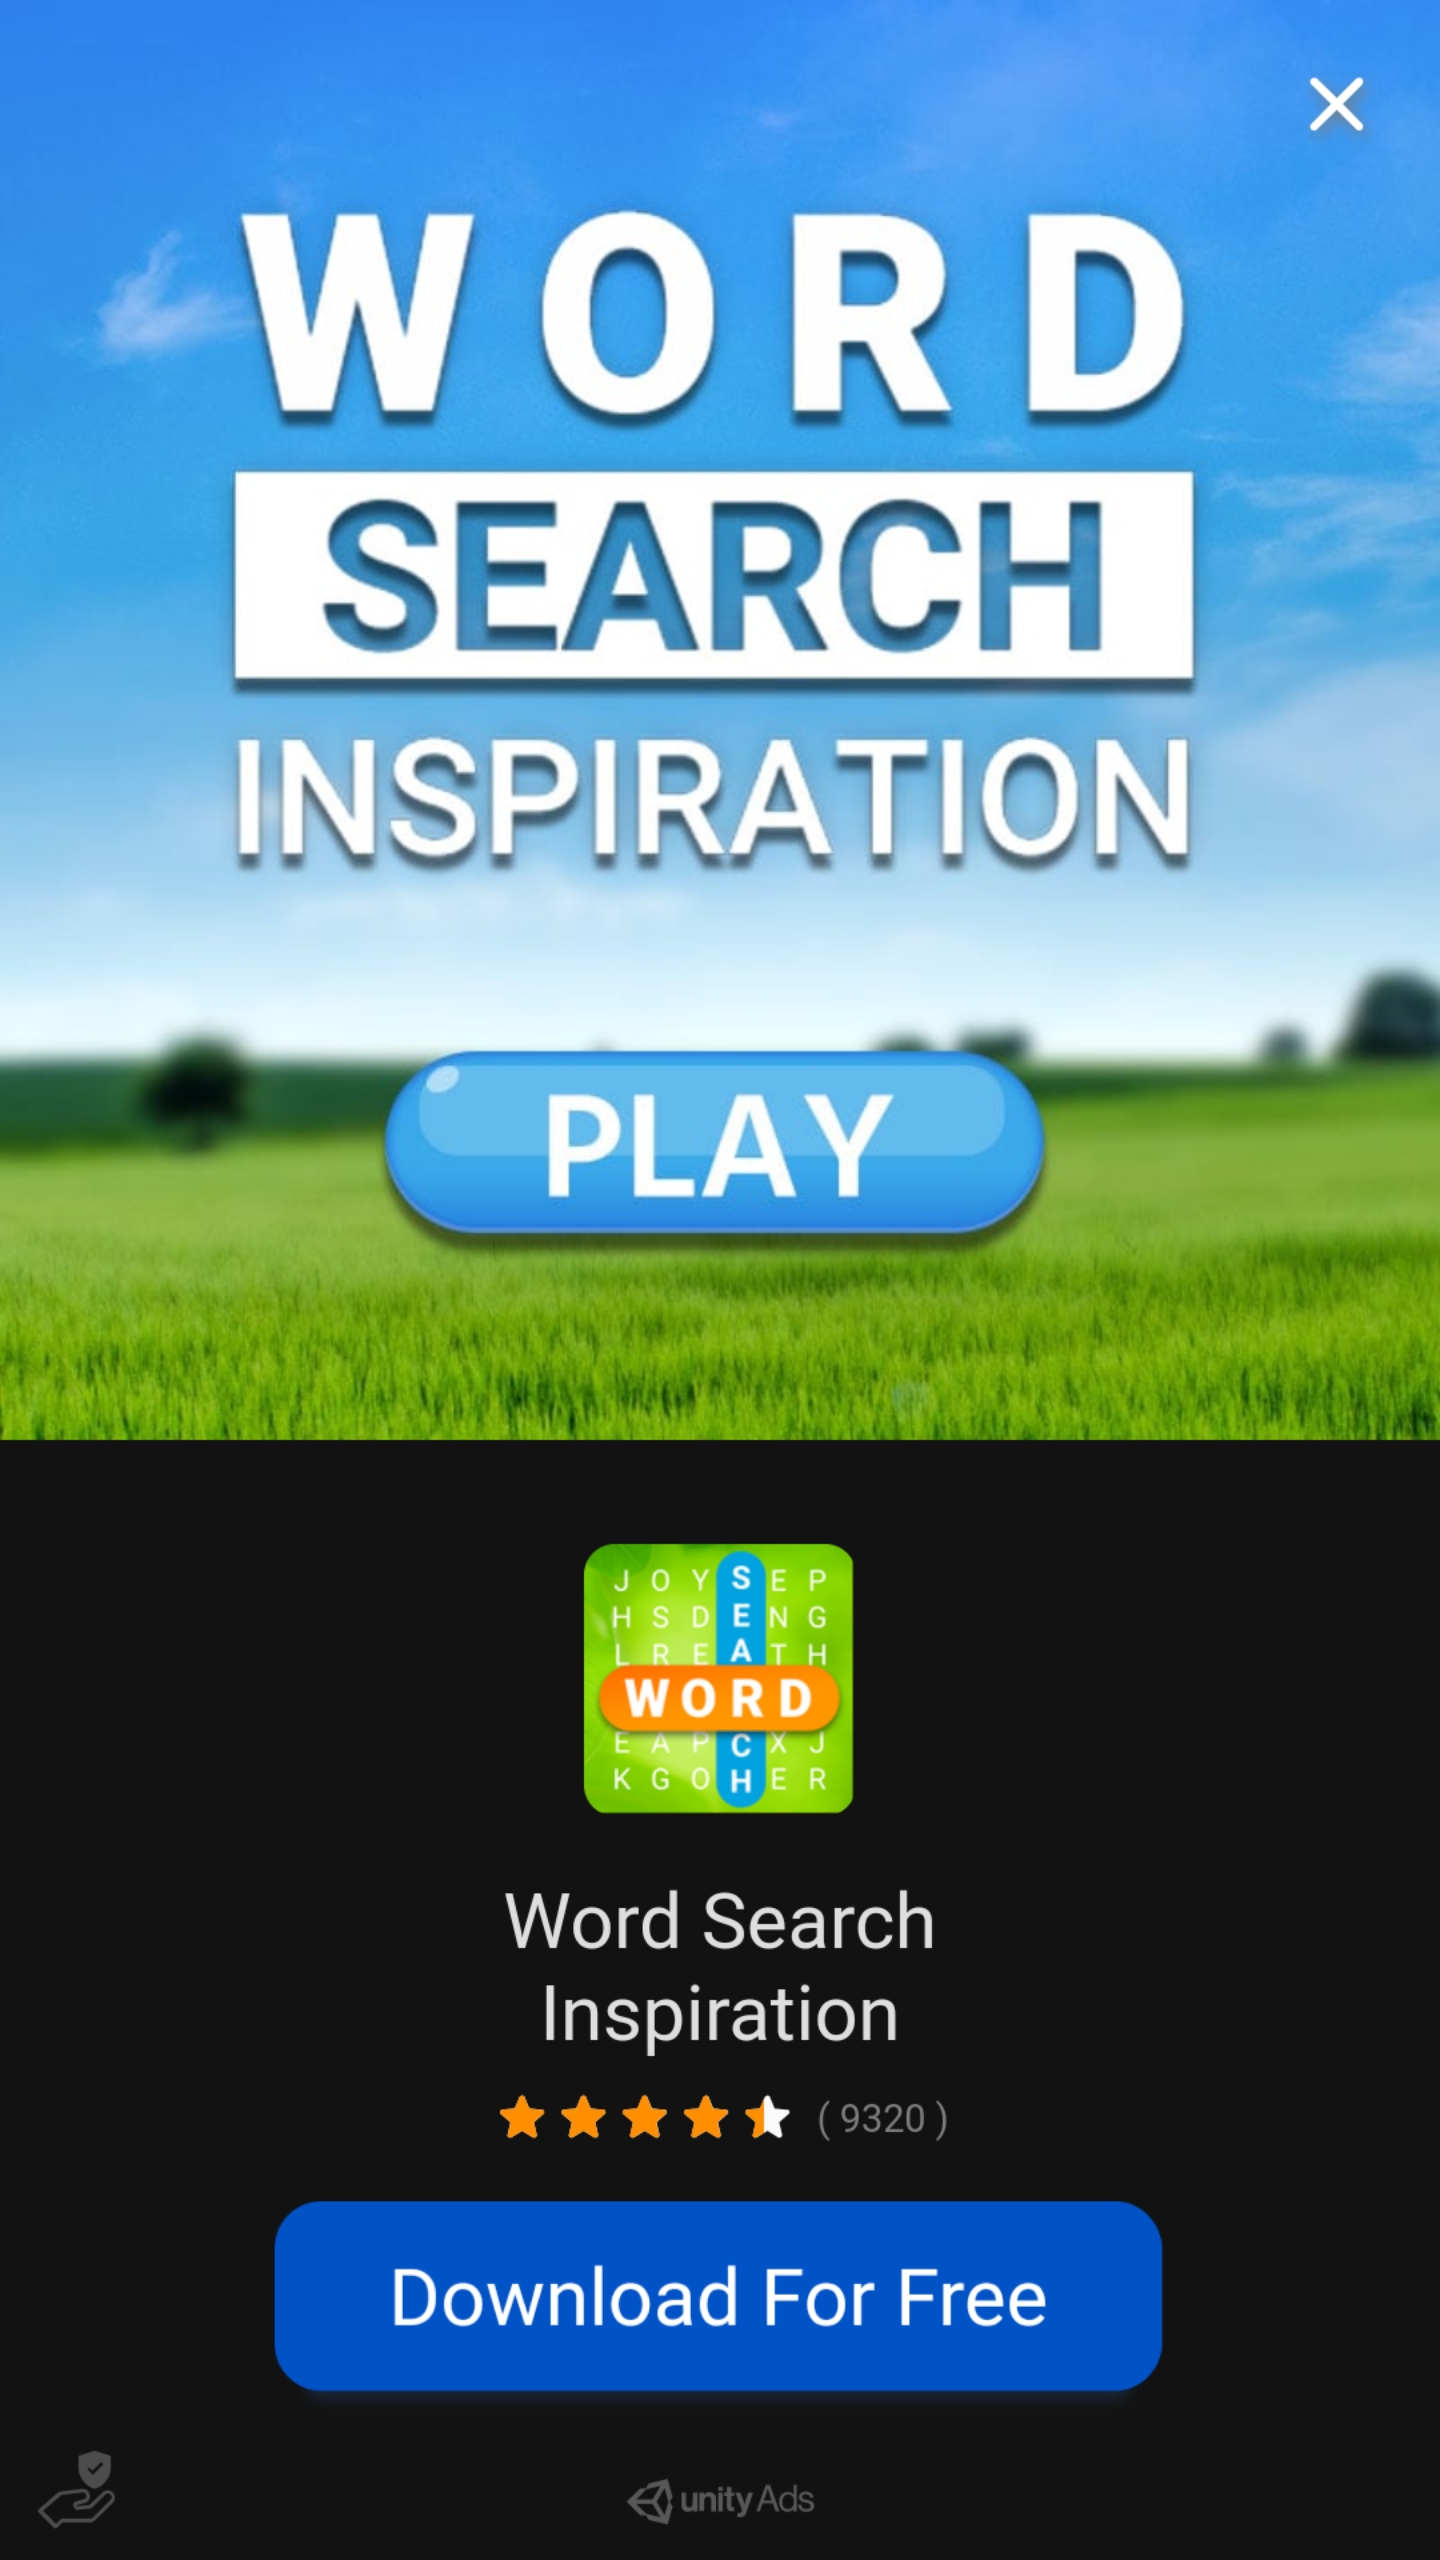 WORD
SEARCH
INSPIRATION
PLAY
J O Y S E P
H S D E N G
L R E A T H
WORD
E A P C X J
K G O H E R
Word Search
Inspiration
( 9320 )
Download For Free
unity Ads